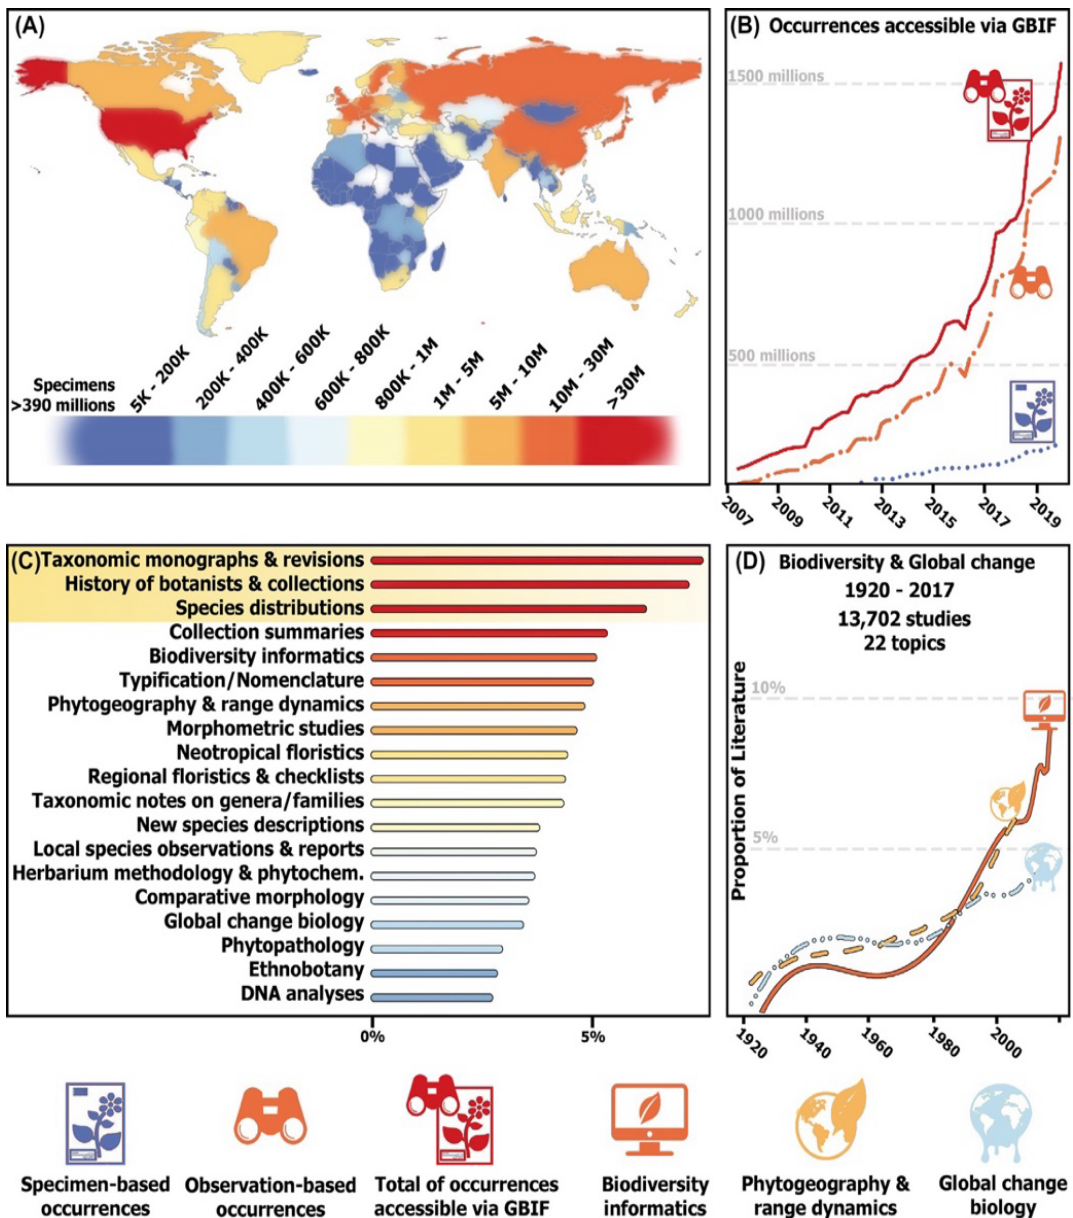 (A)
Specimens
>390 millions
5K - 200K
200K - 400K
400K - 600K
600K - 800K
800K - 1M
1M - 5M
5M - 10M
10M - 30M
>30M
(B) Occurrences accessible via GBIF
1500 millions
1000 millions
500 millions
2007
2009
2011
2013
2015
2017
2019
(C) Taxonomic monographs & revisions
History of botanists & collections
Species distributions
Collection summaries
Biodiversity informatics
Typification/Nomenclature
Phytogeography & range dynamics
Morphometric studies
Neotropical floristics
Regional floristics & checklists
Taxonomic notes on genera/families
New species descriptions
Local species observations & reports
Herbarium methodology & phytochem.
Comparative morphology
Global change biology
Phytopathology
Ethnobotany
DNA analyses
0%
5%
(D) Biodiversity & Global change
1920 - 2017
13,702 studies
22 topics
Proportion of Literature
10%
5%
1920
1940
1960
1980
2000
Specimen-based
occurrences
Observation-based
occurrences
Total of occurrences
accessible via GBIF
Biodiversity
informatics
Phytogeography &
range dynamics
Global change
biology